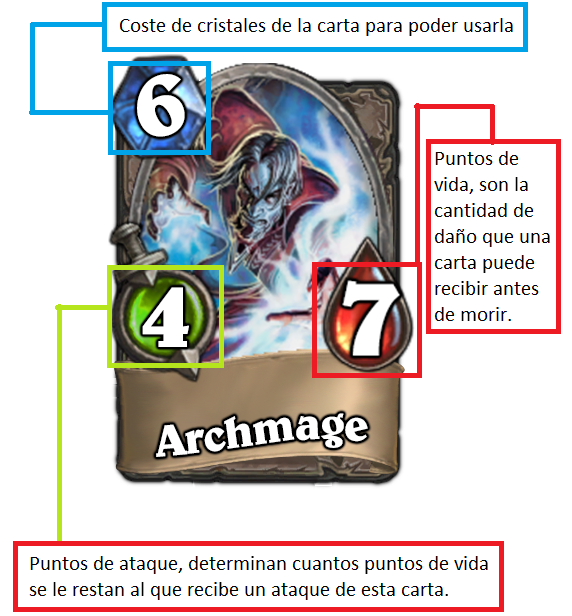 Coste de cristales de la carta para poder usarla
6
Puntos de
vida, son la
cantidad de
daño que una
carta puede
recibir antes
de morir.
4
7
Archmage
Puntos de ataque, determinan cuantos puntos de vida
se le restan al que recibe un ataque de esta carta.